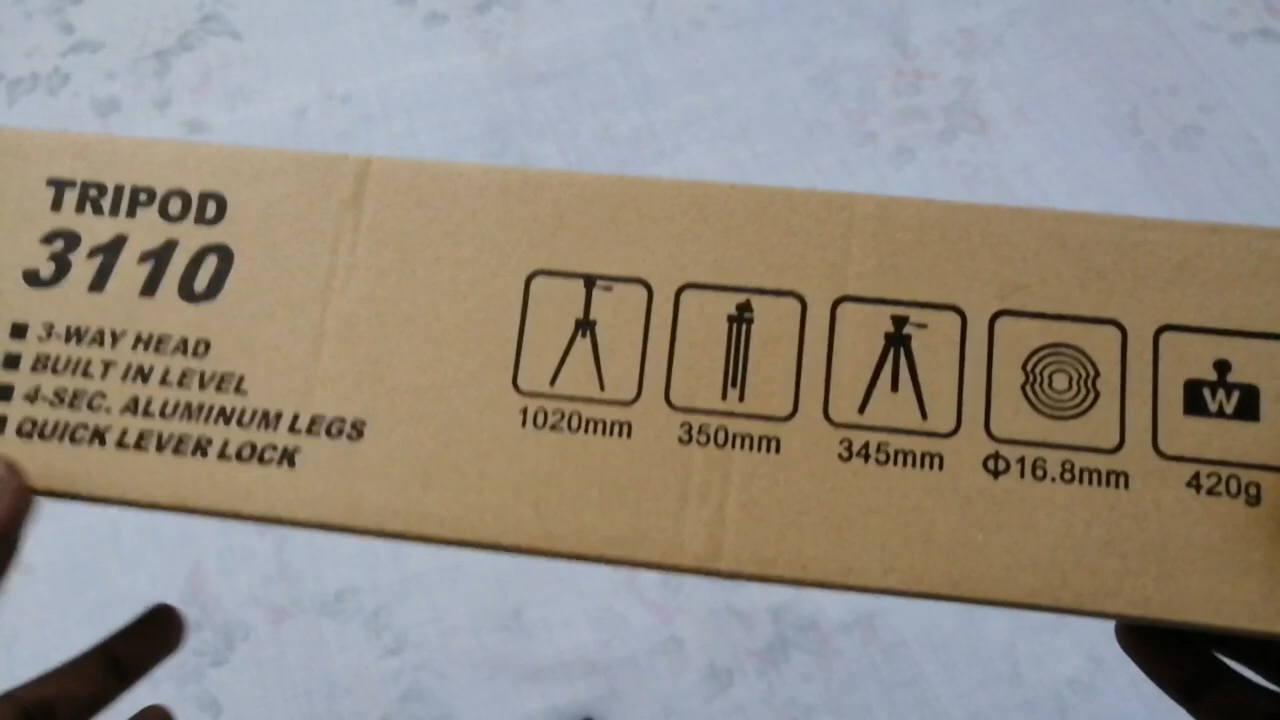 TRIPOD
3110
■ 3-WAY HEAD
■ BUILT IN LEVEL
■ 4-SEC. ALUMINUM LEGS
■ QUICK LEVER LOCK
1020mm
350mm
345mm
Φ16.8mm
W
420g